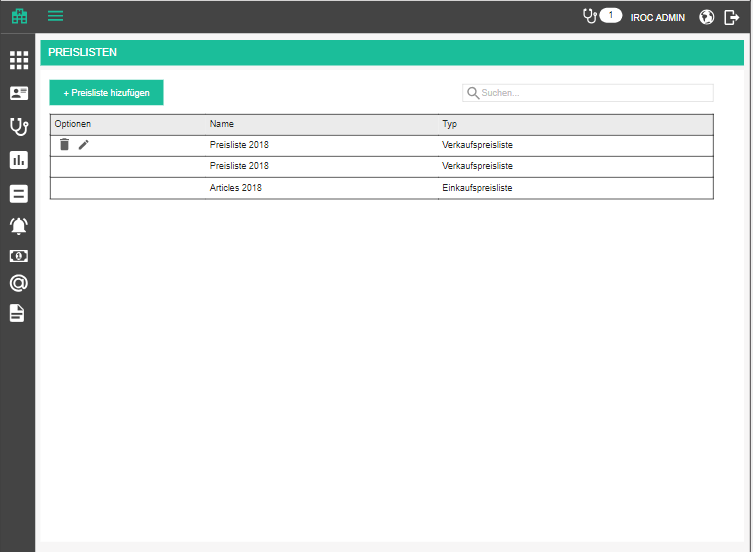 1 IROC ADMIN
PREISLISTEN
+ Preisliste hinzufügen Suchen...
Optionen Name Typ
Preisliste 2018 Verkaufspreisliste
Preisliste 2018 Verkaufspreisliste
Articles 2018 Einkaufspreisliste